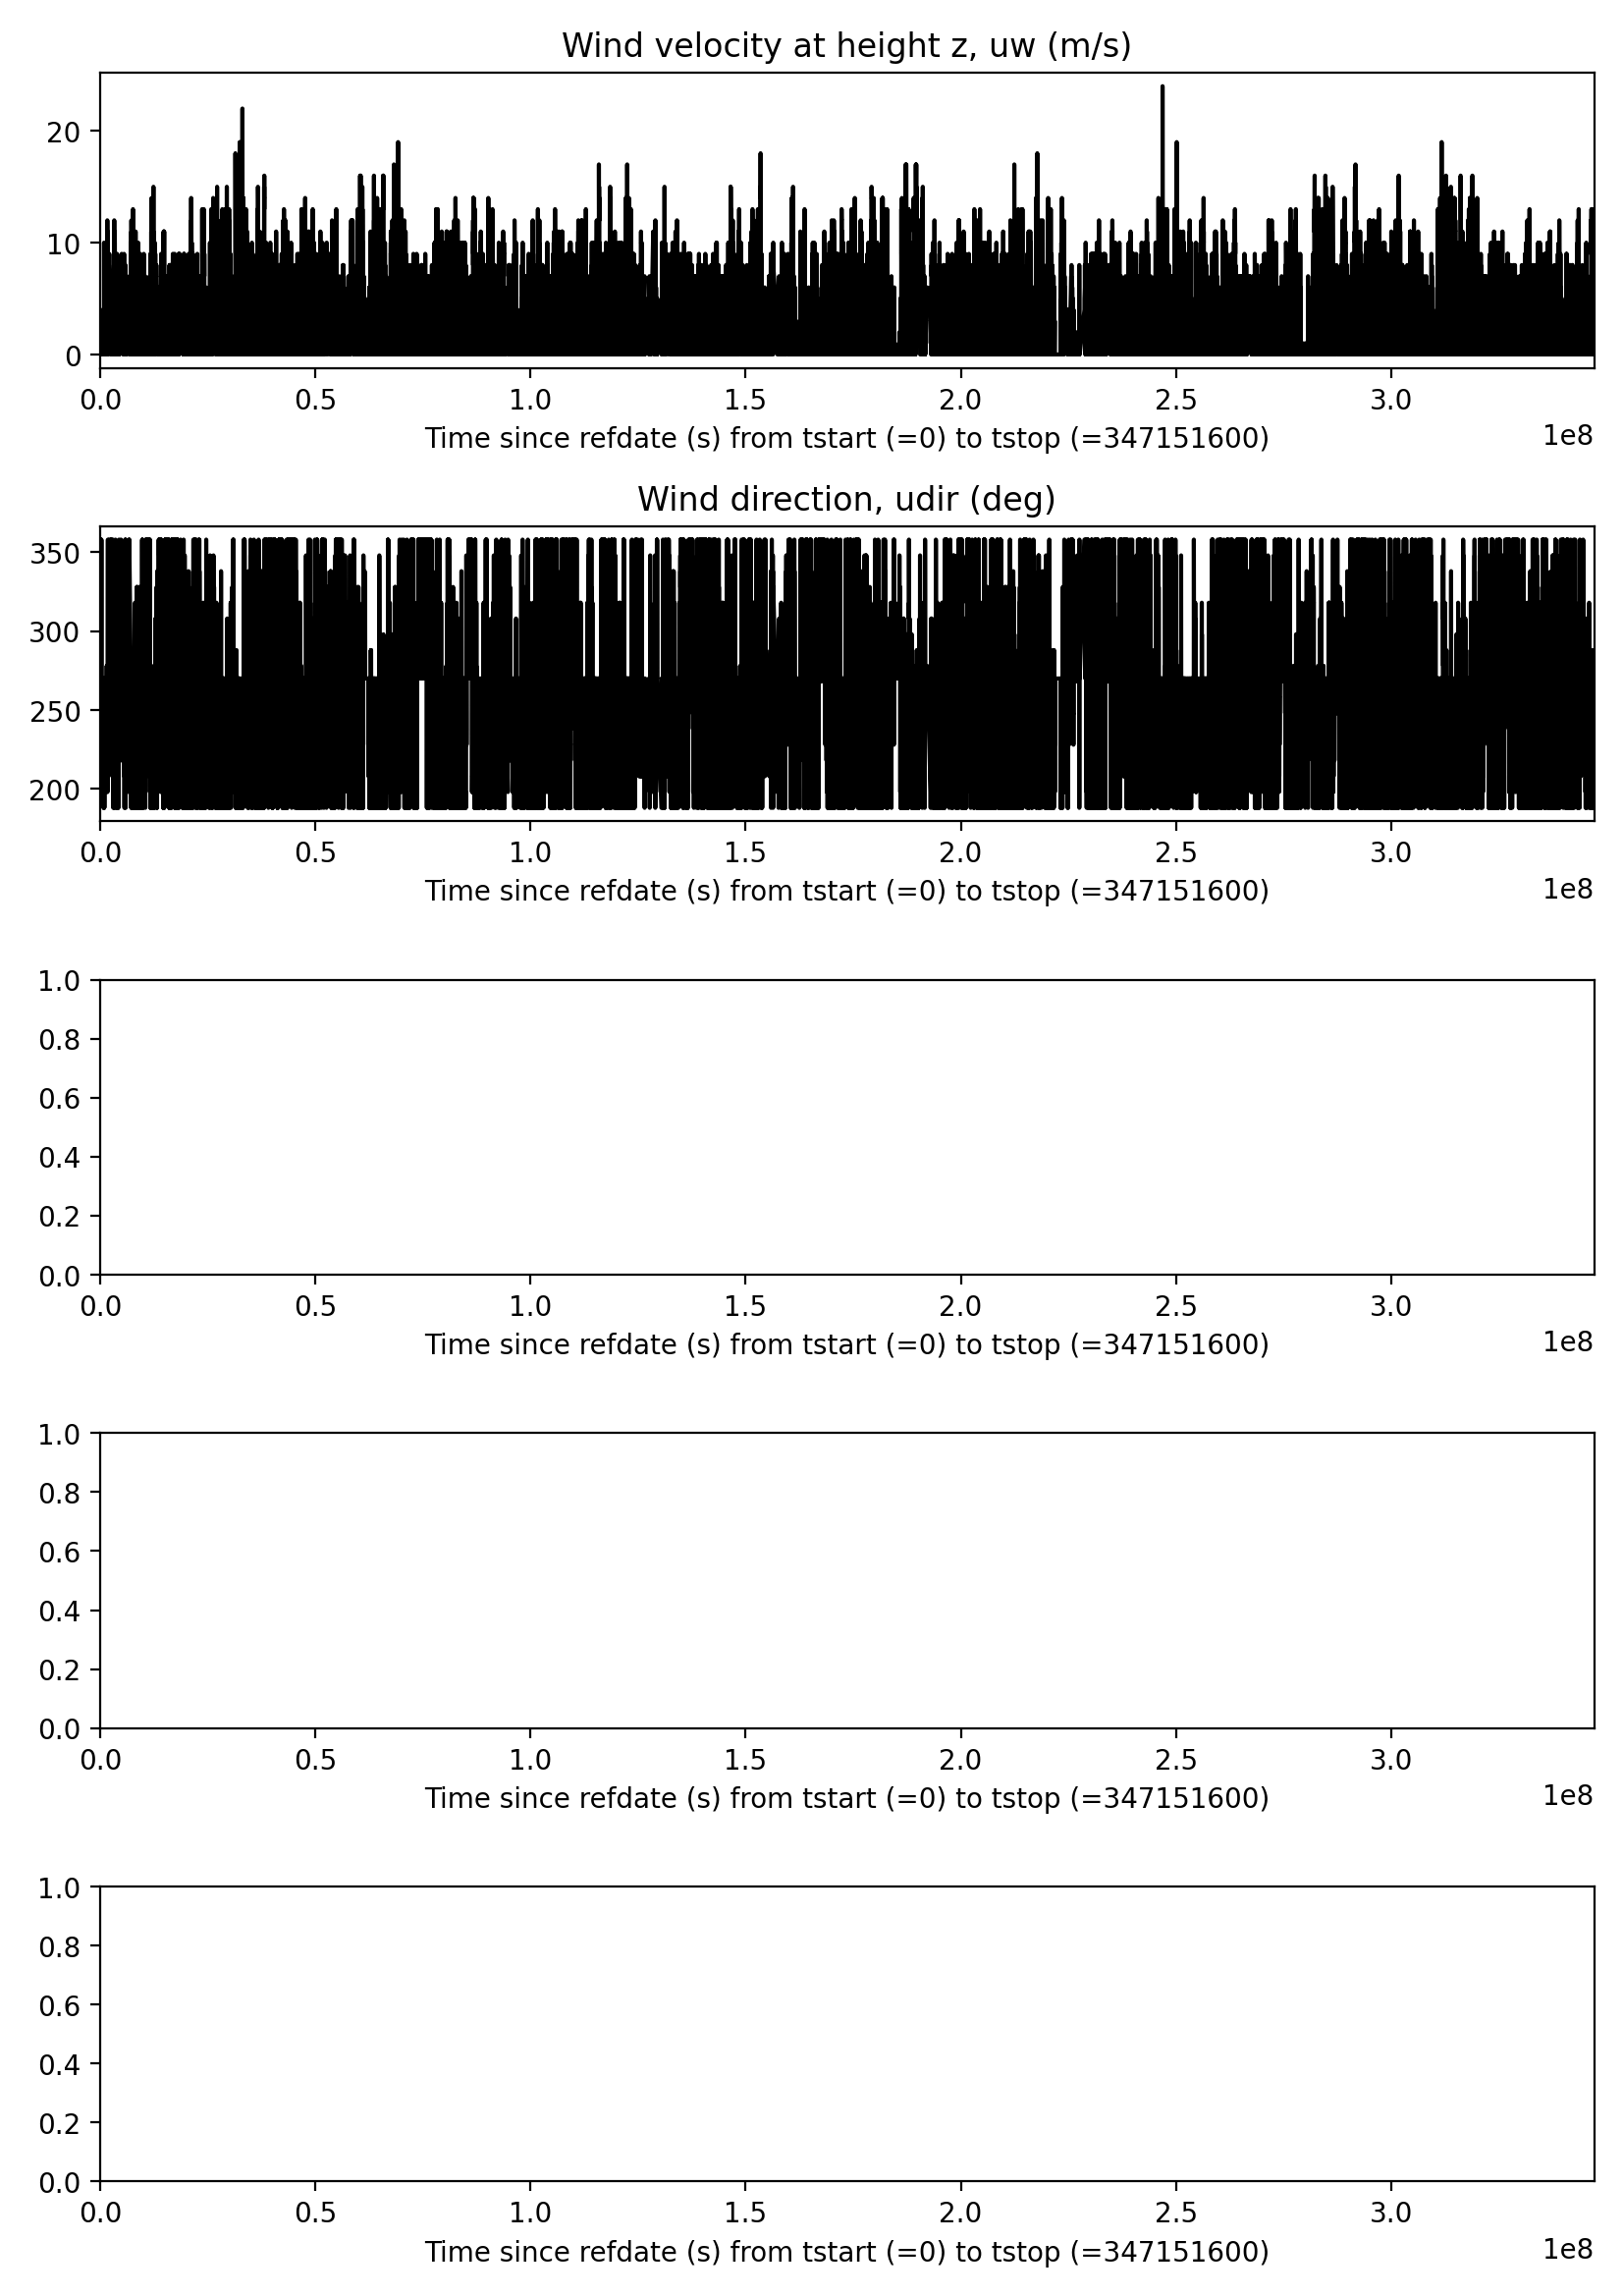 Wind velocity at height z, uw (m/s)
20
10
0
0.0 0.5 1.0 1.5 2.0 2.5 3.0
Time since refdate (s) from tstart (=0) to tstop (=347151600)
1e8
Wind direction, udir (deg)
350
300
250
200
0.0 0.5 1.0 1.5 2.0 2.5 3.0
Time since refdate (s) from tstart (=0) to tstop (=347151600)
1e8
1.0
0.8
0.6
0.4
0.2
0.0
0.0 0.5 1.0 1.5 2.0 2.5 3.0
Time since refdate (s) from tstart (=0) to tstop (=347151600)
1e8
1.0
0.8
0.6
0.4
0.2
0.0
0.0 0.5 1.0 1.5 2.0 2.5 3.0
Time since refdate (s) from tstart (=0) to tstop (=347151600)
1e8
1.0
0.8
0.6
0.4
0.2
0.0
0.0 0.5 1.0 1.5 2.0 2.5 3.0
Time since refdate (s) from tstart (=0) to tstop (=347151600)
1e8